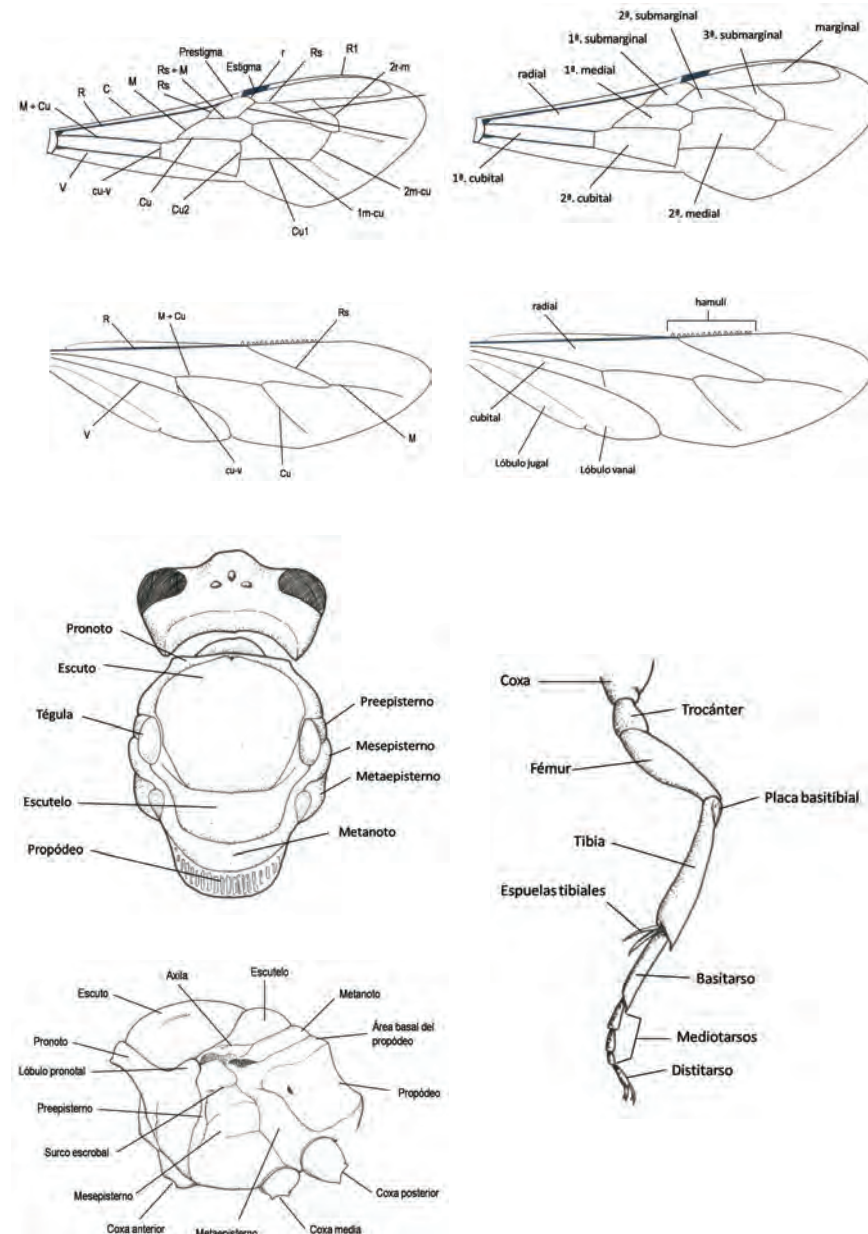 Prestigma
Estigma
r
Rs
R1
2r-m
Rs + M
Rs
M
C
R
M + Cu
V
cu-v
Cu
Cu2
Cu1
1m-cu
2m-cu
2ª. submarginal
1ª. submarginal
3ª. submarginal
marginal
1ª. medial
radial
1ª. cubital
2ª. cubital
2ª. medial
R
M + Cu
Rs
V
cu-v
Cu
M
radial
hamuli
cubital
Lóbulo jugal
Lóbulo vanal
Pronoto
Escuto
Tégula
Escutelo
Propódeo
Preepisterno
Mesepisterno
Metaepisterno
Metanoto
Coxa
Trocánter
Fémur
Placa basitibial
Tibia
Espuelas tibiales
Basitarso
Mediotarsos
Distitarso
Axila
Escutelo
Escuto
Metanoto
Pronoto
Área basal del
propódeo
Lóbulo pronotal
Preepisterno
Propódeo
Surco escrobal
Mesepisterno
Coxa posterior
Coxa anterior
Metaepisterno
Coxa media